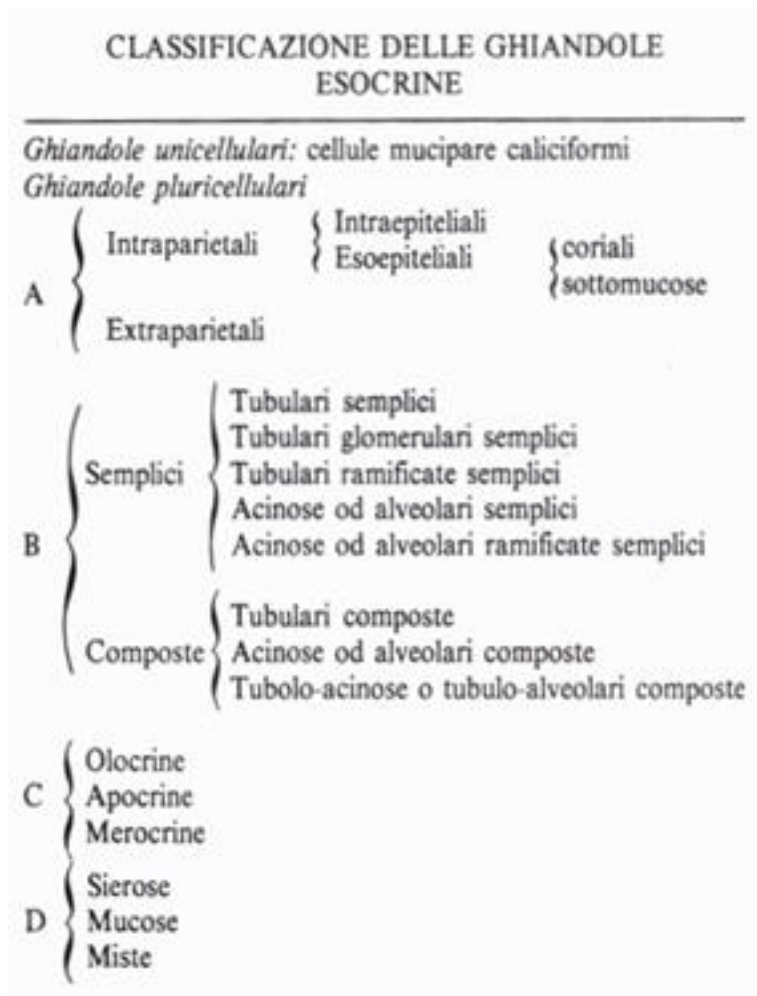 CLASSIFICAZIONE DELLE GHIANDOLE
ESOCRINE
Ghiandole unicellulari: cellule mucipare caliciformi
Ghiandole pluricellulari
A
Intraparietali
Intraepiteliali
Esoepiteliali
coriali
sottomucose
Extraparietali
B
Semplici
Tubulari semplici
Tubulari glomerulari semplici
Tubulari ramificate semplici
Acinose od alveolari semplici
Acinose od alveolari ramificate semplici
Composte
Tubulari composte
Acinose od alveolari composte
Tubolo-acinose o tubulo-alveolari composte
C
Olocrine
Apocrine
Merocrine
D
Sierose
Mucose
Miste